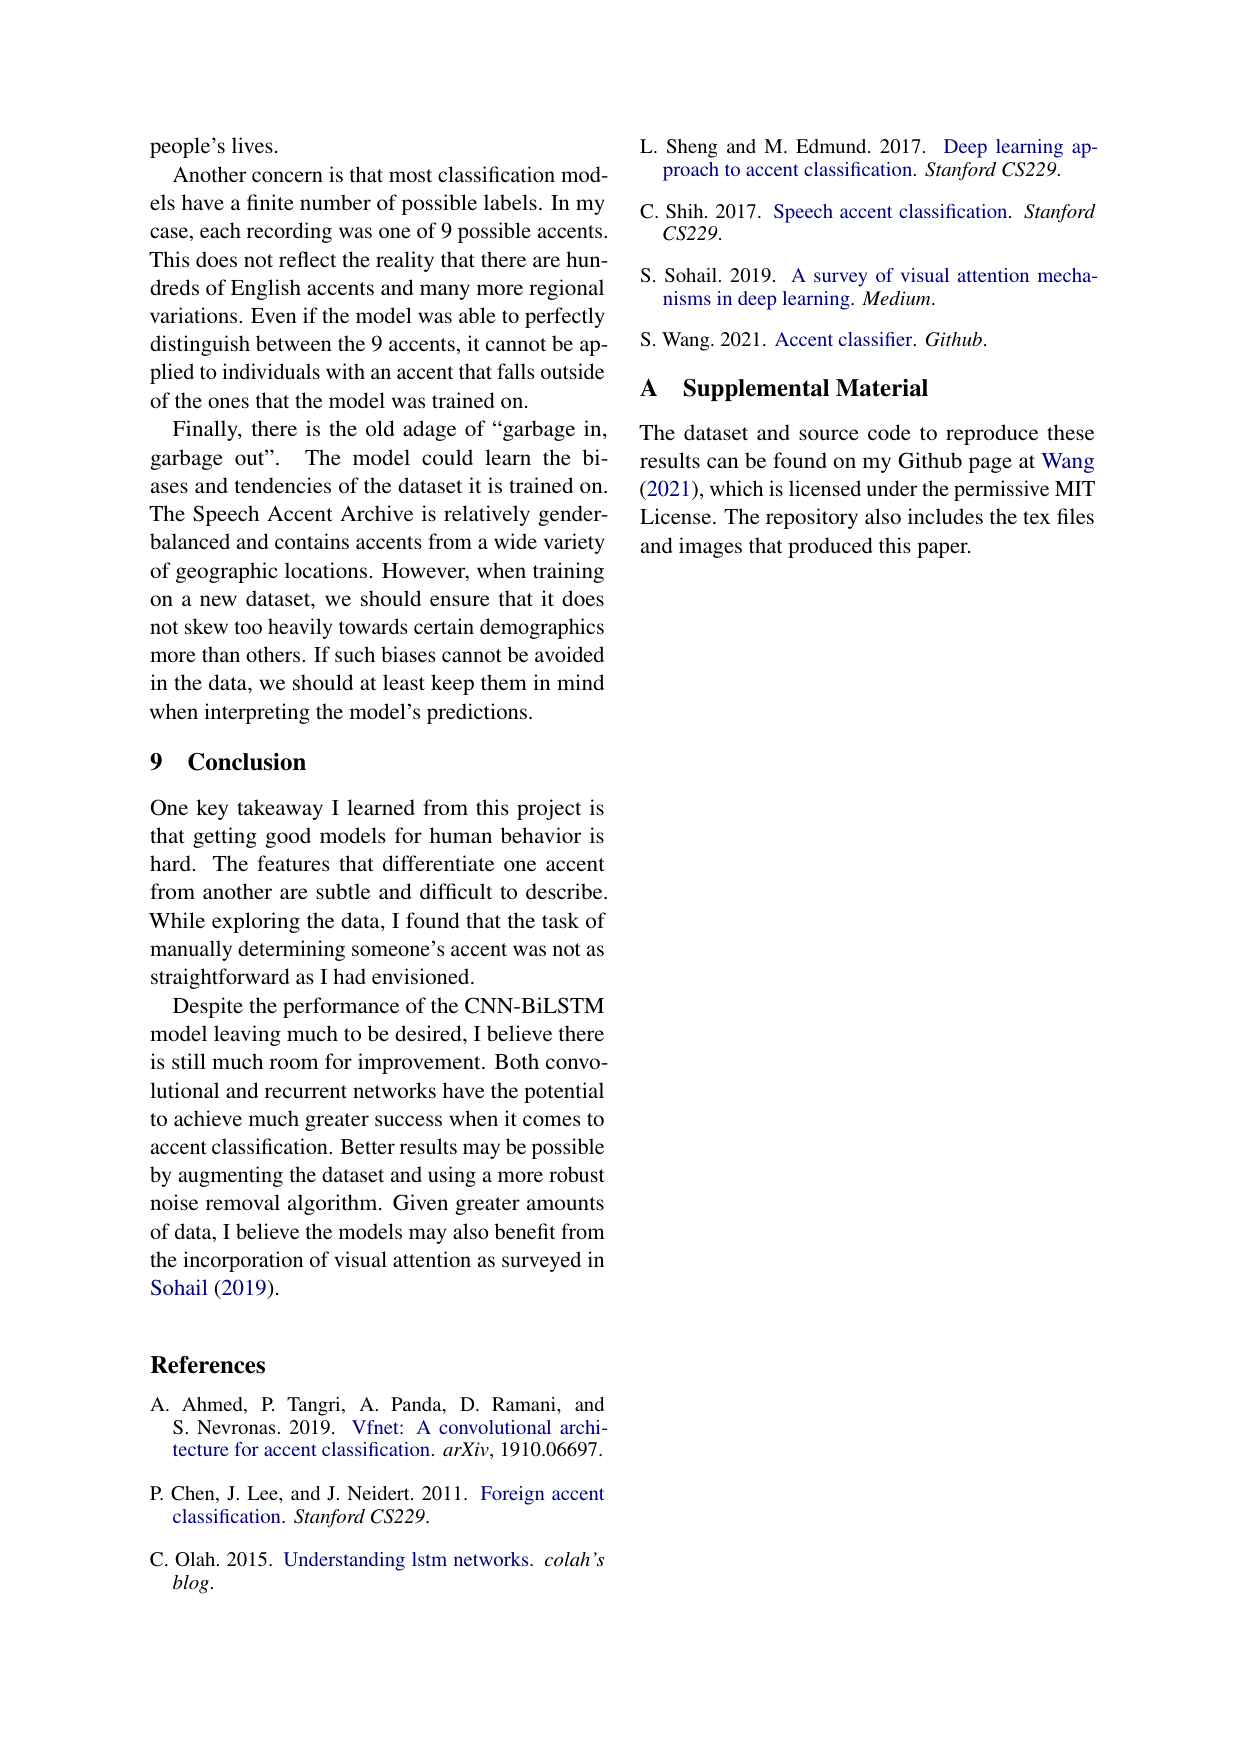 people's lives.
Another concern is that most classification mod-
els have a finite number of possible labels. In my
case, each recording was one of 9 possible accents.
This does not reflect the reality that there are hun-
dreds of English accents and many more regional
variations. Even if the model was able to perfectly
distinguish between the 9 accents, it cannot be ap-
plied to individuals with an accent that falls outside
of the ones that the model was trained on.
Finally, there is the old adage of “garbage in,
garbage out”. The model could learn the bi-
ases and tendencies of the dataset it is trained on.
The Speech Accent Archive is relatively gender-
balanced and contains accents from a wide variety
of geographic locations. However, when training
on a new dataset, we should ensure that it does
not skew too heavily towards certain demographics
more than others. If such biases cannot be avoided
in the data, we should at least keep them in mind
when interpreting the model's predictions.
9 Conclusion
One key takeaway I learned from this project is
that getting good models for human behavior is
hard. The features that differentiate one accent
from another are subtle and difficult to describe.
While exploring the data, I found that the task of
manually determining someone's accent was not as
straightforward as I had envisioned.
Despite the performance of the CNN-BiLSTM
model leaving much to be desired, I believe there
is still much room for improvement. Both convo-
lutional and recurrent networks have the potential
to achieve much greater success when it comes to
accent classification. Better results may be possible
by augmenting the dataset and using a more robust
noise removal algorithm. Given greater amounts
of data, I believe the models may also benefit from
the incorporation of visual attention as surveyed in
Sohail (2019).
References
A. Ahmed, P. Tangri, A. Panda, D. Ramani, and
S. Nevronas. 2019. Vfnet: A convolutional archi-
tecture for accent classification. arXiv, 1910.06697.
P. Chen, J. Lee, and J. Neidert. 2011. Foreign accent
classification. Stanford CS229.
C. Olah. 2015. Understanding lstm networks. colah's
blog.
L. Sheng and M. Edmund. 2017. Deep learning ap-
proach to accent classification. Stanford CS229.
C. Shih. 2017. Speech accent classification. Stanford
CS229.
S. Sohail. 2019. A survey of visual attention mecha-
nisms in deep learning. Medium.
S. Wang. 2021. Accent classifier. Github.
A Supplemental Material
The dataset and source code to reproduce these
results can be found on my Github page at Wang
(2021), which is licensed under the permissive MIT
License. The repository also includes the tex files
and images that produced this paper.